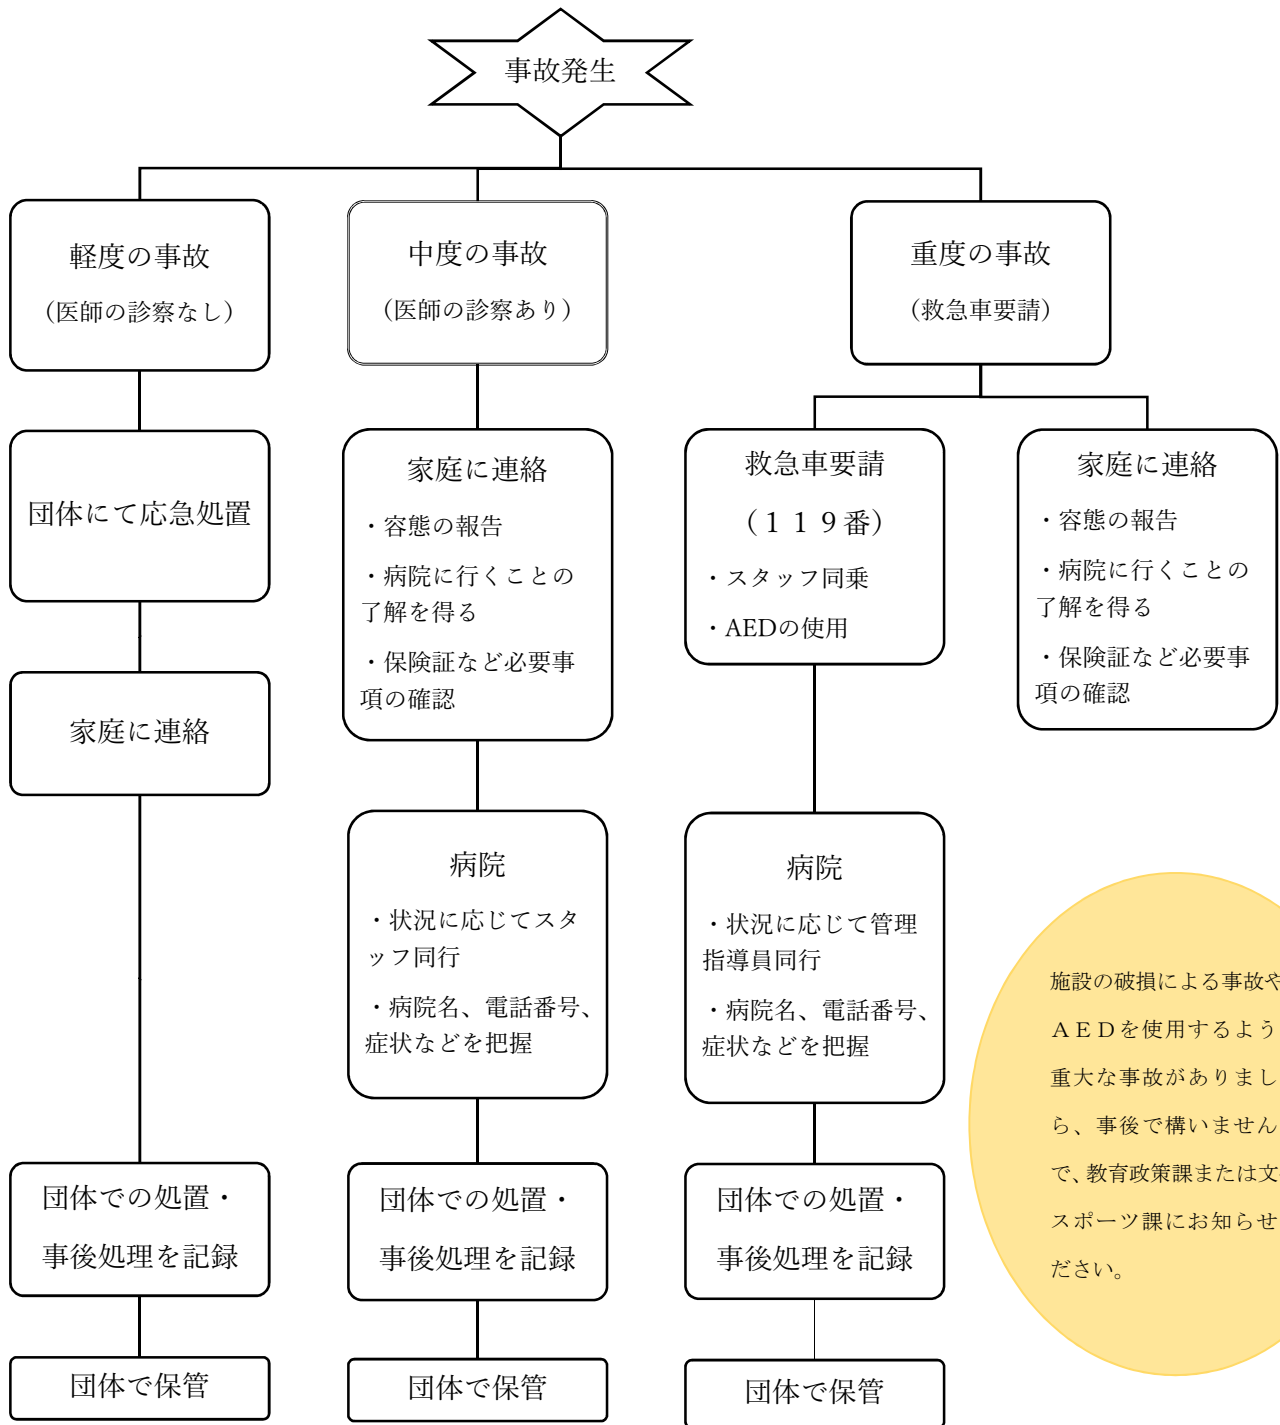 事故発生
軽度の事故
（医師の診察なし）
中度の事故
（医師の診察あり）
重度の事故
（救急車要請）
団体にて応急処置
家庭に連絡
家庭に連絡
・容態の報告
・病院に行くことの
了解を得る
・保険証など必要事
項の確認
救急車要請
（１１９番）
・スタッフ同乗
・AEDの使用
家庭に連絡
・容態の報告
・病院に行くことの
了解を得る
・保険証など必要事
項の確認
病院
・状況に応じてスタ
ッフ同行
・病院名、電話番号、
症状などを把握
病院
・状況に応じて管理
指導員同行
・病院名、電話番号、
症状などを把握
施設の破損による事故や
ＡＥＤを使用するよう
重大な事故がありまし
ら、事後で構いません
で、教育政策課または文
スポーツ課にお知らせ
ださい。
団体での処置・
事後処理を記録
団体での処置・
事後処理を記録
団体での処置・
事後処理を記録
団体で保管
団体で保管
団体で保管